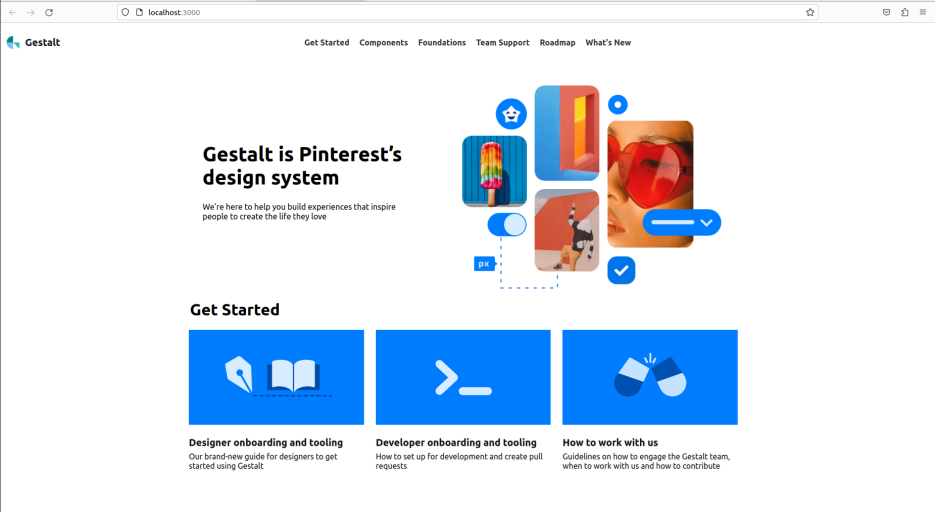 localhost:3000
Gestalt
Get Started
Components
Foundations
Team Support
Roadmap
What's New
Gestalt is Pinterest’s
design system
We’re here to help you build experiences that inspire
people to create the life they love
px
Get Started
Designer onboarding and tooling
Our brand-new guide for designers to get
started using Gestalt
Developer onboarding and tooling
How to set up for development and create pull
requests
How to work with us
Guidelines on how to engage the Gestalt team,
when to work with us and how to contribute